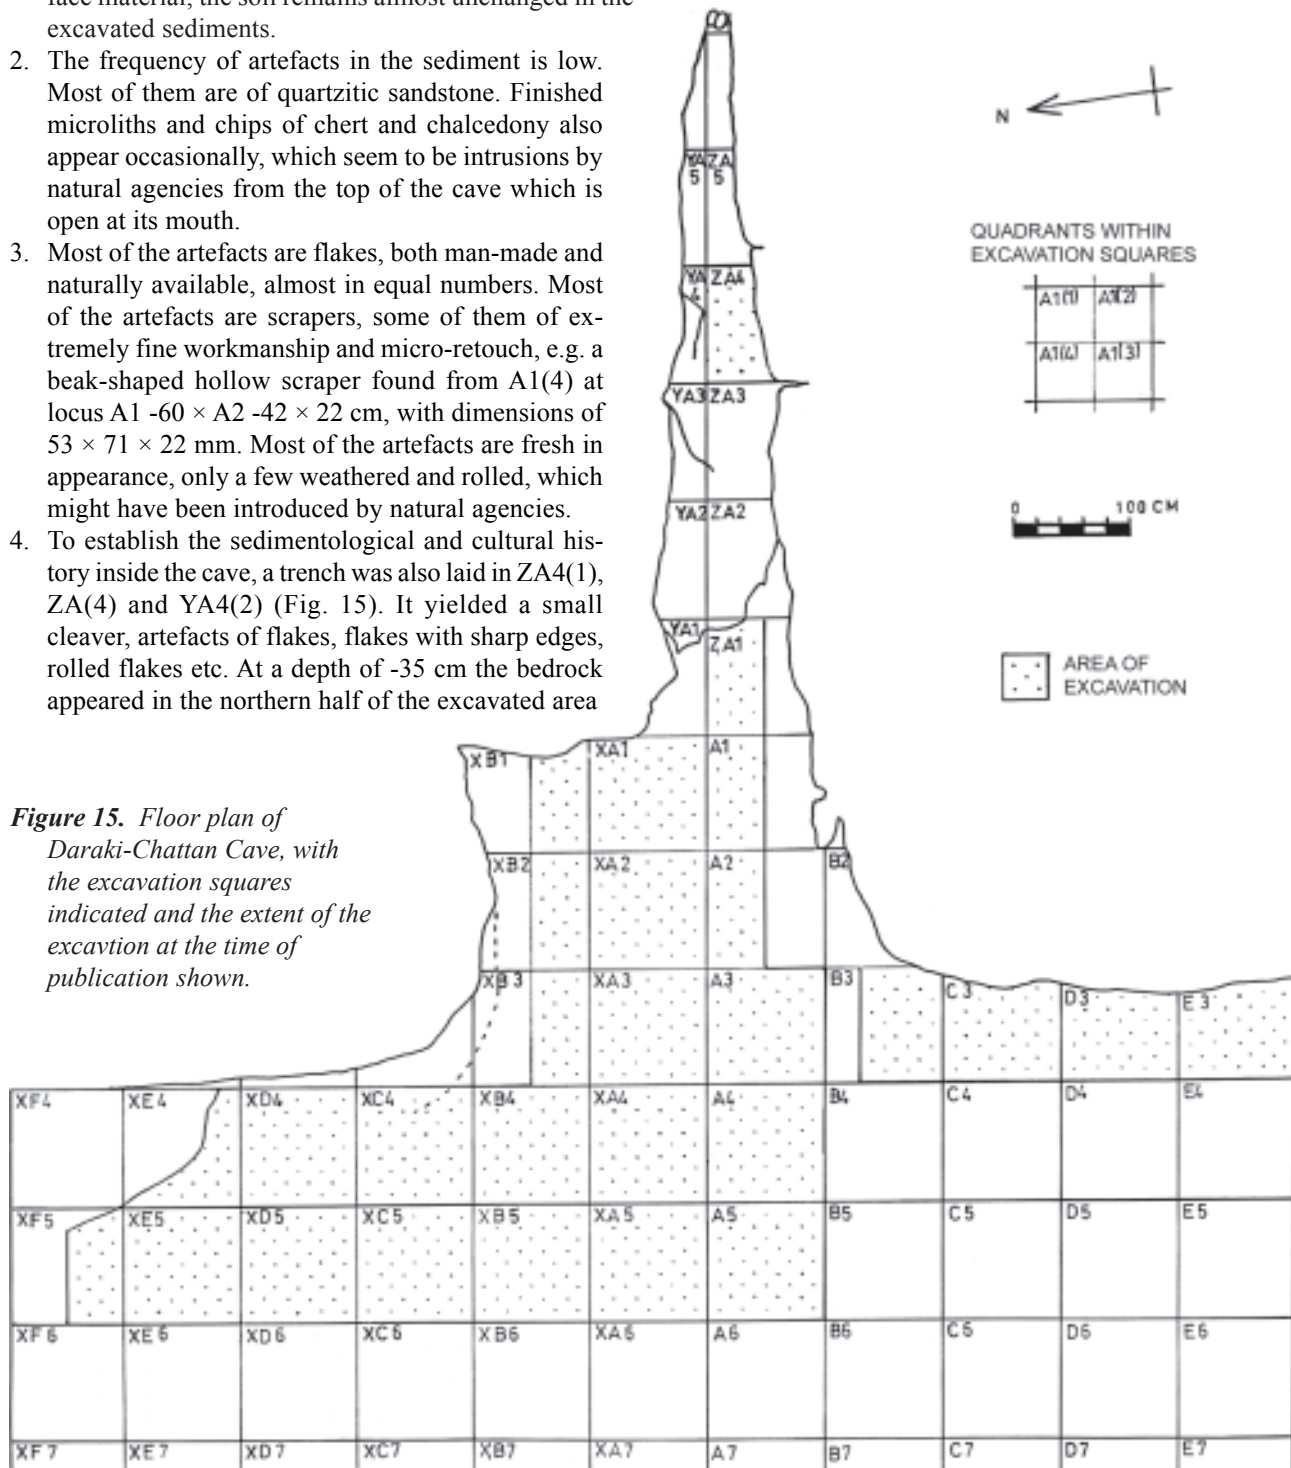 face material, the soil remains almost unchanged in the
excavated sediments.
2. The frequency of artefacts in the sediment is low.
Most of them are of quartzitic sandstone. Finished
microliths and chips of chert and chalcedony also
appear occasionally, which seem to be intrusions by
natural agencies from the top of the cave which is
open at its mouth.
3. Most of the artefacts are flakes, both man-made and
naturally available, almost in equal numbers. Most
of the artefacts are scrapers, some of them of ex-
tremely fine workmanship and micro-retouch, e.g. a
beak-shaped hollow scraper found from A1(4) at
locus A1 -60 × A2 -42 × 22 cm, with dimensions of
53 × 71 × 22 mm. Most of the artefacts are fresh in
appearance, only a few weathered and rolled, which
might have been introduced by natural agencies.
4. To establish the sedimentological and cultural his-
tory inside the cave, a trench was also laid in ZA4(1),
ZA(4) and YA4(2) (Fig. 15). It yielded a small
cleaver, artefacts of flakes, flakes with sharp edges,
rolled flakes etc. At a depth of -35 cm the bedrock
appeared in the northern half of the excavated area
Figure 15. Floor plan of
Daraki-Chattan Cave, with
the excavation squares
indicated and the extent of the
excavtion at the time of
publication shown.
N
QUADRANTS WITHIN
EXCAVATION SQUARES
A1(1) A1(2)
A1(4) A1(3)
0 100 CM
AREA OF
EXCAVATION
YA ZA
5 5
YA ZA4
4
YA3 ZA3
YA2 ZA2
YA1
ZA1
XB1 XA1 A1
XB2 XA2 A2 B2
XB3 XA3 A3 B3 C3 D3 E3
XF4 XE4 XD4 XC4 XB4 XA4 A4 B4 C4 D4 E4
XF5 XE5 XD5 XC5 XB5 XA5 A5 B5 C5 D5 E5
XF6 XE6 XD6 XC6 XB6 XA6 A6 B6 C6 D6 E6
XF7 XE7 XD7 XC7 XB7 XA7 A7 B7 C7 D7 E7